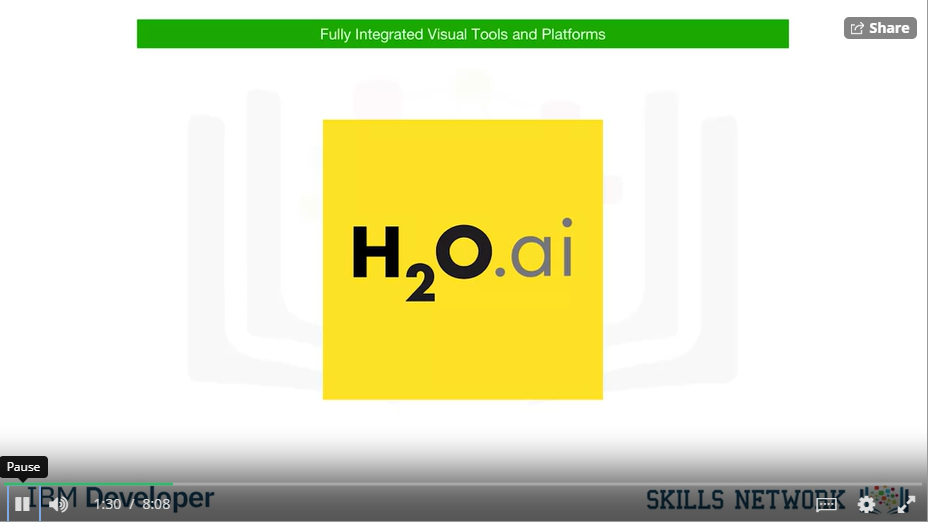 Fully Integrated Visual Tools and Platforms
Share
H2O.ai
Pause
IBM Developer
1:30 / 8:08
SKILLS NETWORK